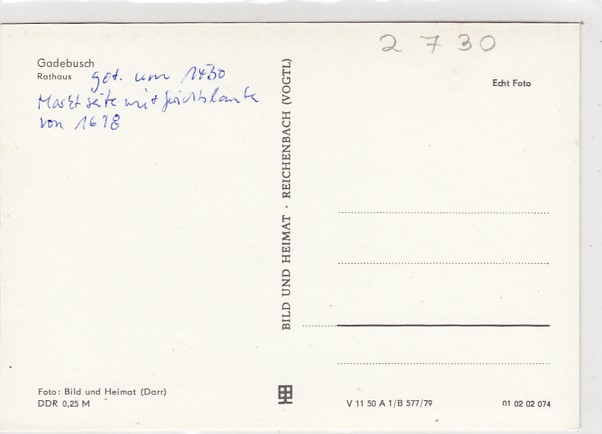 2730
Gadebusch
Rathaus got. um 1430
Marktseite mit Gerichtslaube
von 1618
Echt Foto
BILD UND HEIMAT · REICHENBACH (VOGTL)
Foto: Bild und Heimat (Darr)
DDR 0,25 M
V 11 50 A 1/B 577/79
01 02 02 074